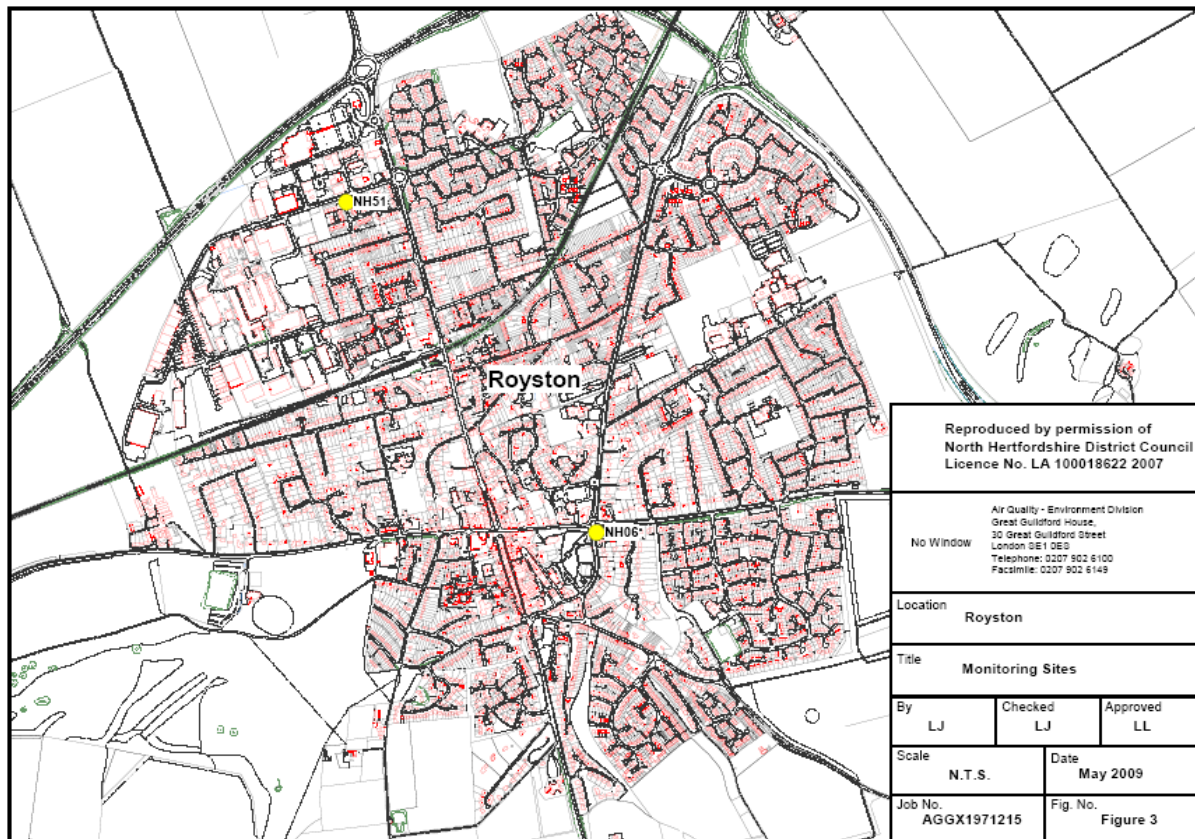 NH51
Royston
NH06*
Reproduced by permission of
North Hertfordshire District Council
Licence No. LA 100018622 2007
No Window
Air Quality - Environment Division
Great Guildford House,
30 Great Guildford Street
London SE1 0ES
Telephone: 0207 902 6100
Facsimile: 0207 902 6149
Location
Royston
Title
Monitoring Sites
By
LJ
Checked
LJ
Approved
LL
Scale
N.T.S.
Date
May 2009
Job No.
AGGX1971215
Fig. No.
Figure 3